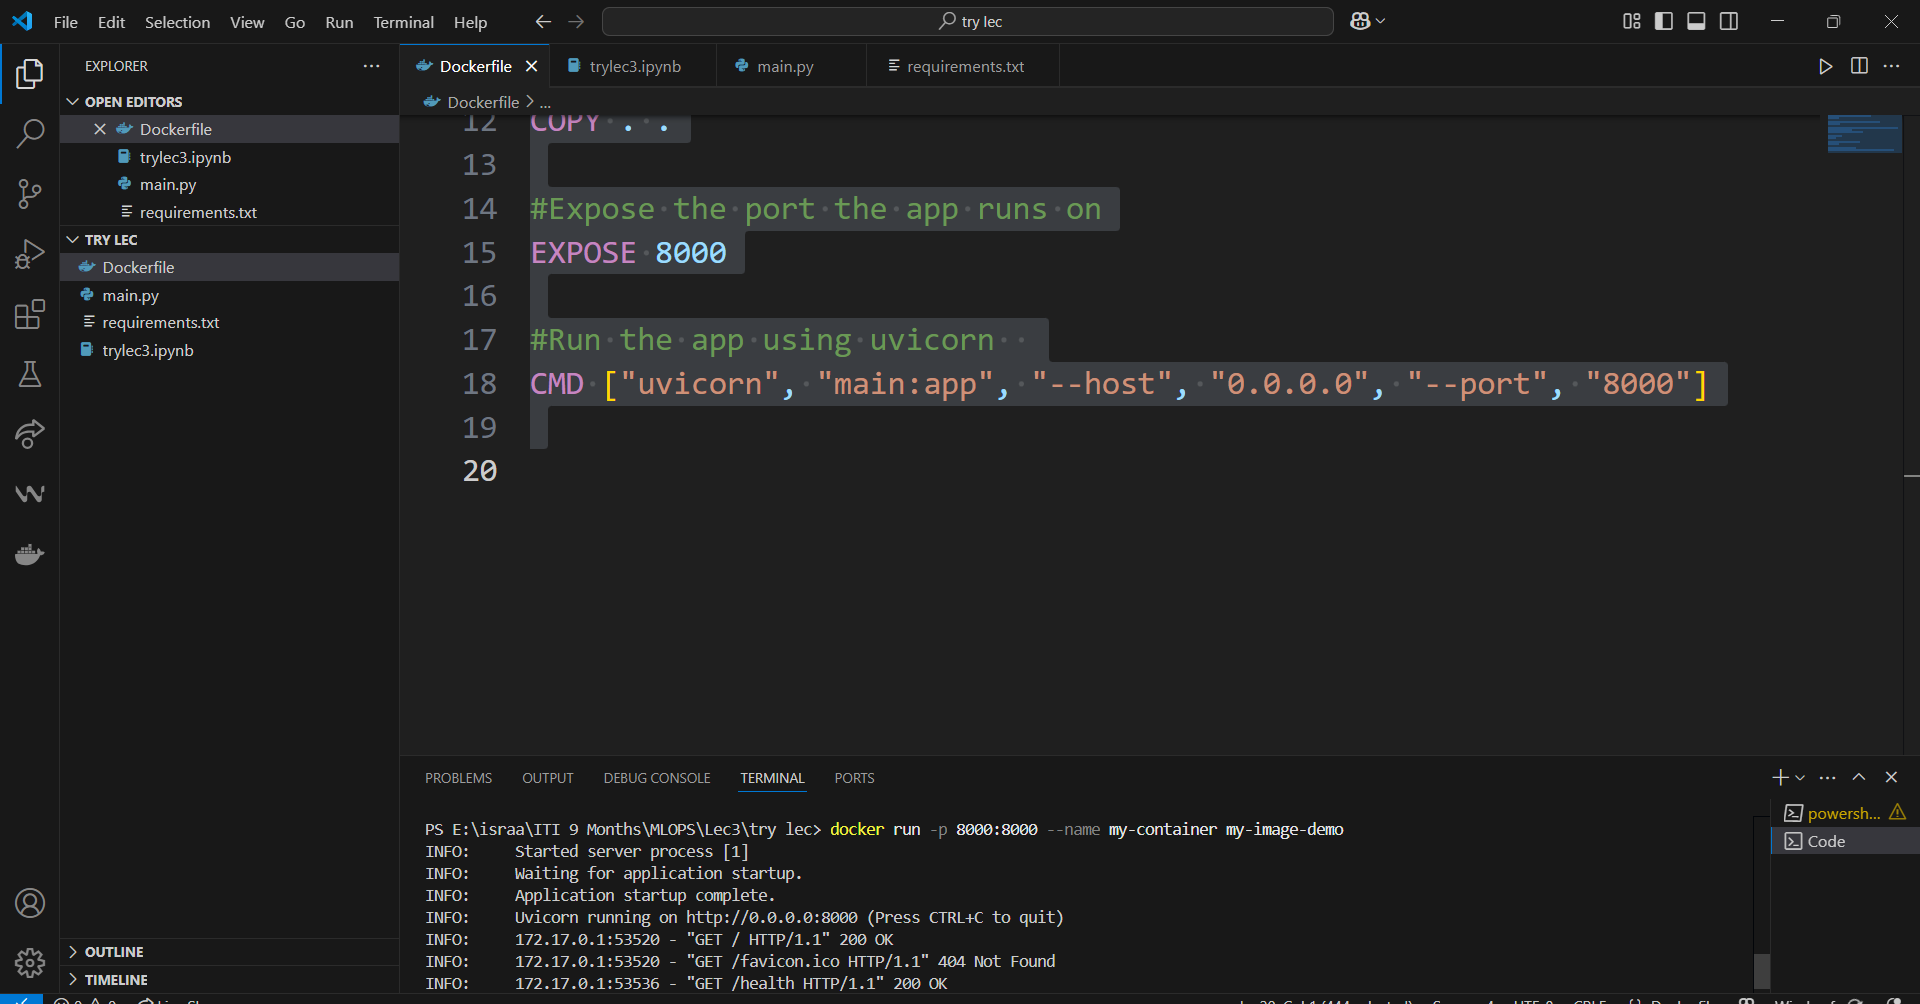 File Edit Selection View Go Run Terminal Help
try lec
EXPLORER
OPEN EDITORS
Dockerfile
trylec3.ipynb
main.py
requirements.txt
TRY LEC
Dockerfile
main.py
requirements.txt
trylec3.ipynb
OUTLINE
TIMELINE
Dockerfile trylec3.ipynb main.py requirements.txt
Dockerfile > ...
12 COPY . .
13
14 #Expose the port the app runs on
15 EXPOSE 8000
16
17 #Run the app using uvicorn
18 CMD ["uvicorn", "main:app", "--host", "0.0.0.0", "--port", "8000"]
19
20
PROBLEMS OUTPUT DEBUG CONSOLE TERMINAL PORTS
powersh...
Code
PS E:\israa\ITI 9 Months\MLOPS\Lec3\try lec> docker run -p 8000:8000 --name my-container my-image-demo
INFO: Started server process [1]
INFO: Waiting for application startup.
INFO: Application startup complete.
INFO: Uvicorn running on http://0.0.0.0:8000 (Press CTRL+C to quit)
INFO: 172.17.0.1:53520 - "GET / HTTP/1.1" 200 OK
INFO: 172.17.0.1:53520 - "GET /favicon.ico HTTP/1.1" 404 Not Found
INFO: 172.17.0.1:53536 - "GET /health HTTP/1.1" 200 OK